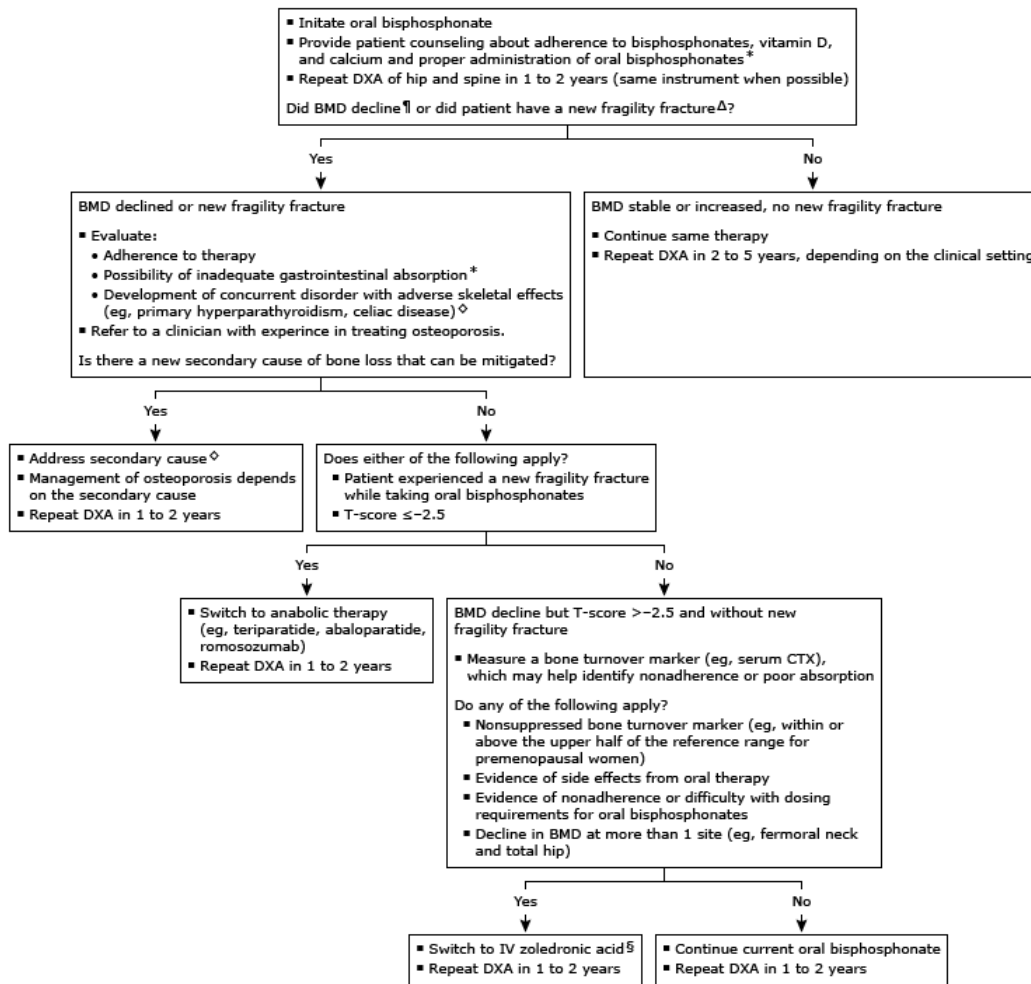 ▪ Initate oral bisphosphonate
▪ Provide patient counseling about adherence to bisphosphonates, vitamin D,
and calcium and proper administration of oral bisphosphonates*
▪ Repeat DXA of hip and spine in 1 to 2 years (same instrument when possible)
Did BMD decline¶ or did patient have a new fragility fractureΔ?
Yes
No
BMD declined or new fragility fracture
▪ Evaluate:
• Adherence to therapy
• Possibility of inadequate gastrointestinal absorption*
• Development of concurrent disorder with adverse skeletal effects
(eg, primary hyperparathyroidism, celiac disease)◇
▪ Refer to a clinician with experince in treating osteoporosis.
Is there a new secondary cause of bone loss that can be mitigated?
BMD stable or increased, no new fragility fracture
▪ Continue same therapy
▪ Repeat DXA in 2 to 5 years, depending on the clinical setting
Yes
No
▪ Address secondary cause◇
▪ Management of osteoporosis depends
on the secondary cause
▪ Repeat DXA in 1 to 2 years
Does either of the following apply?
▪ Patient experienced a new fragility fracture
while taking oral bisphosphonates
▪ T-score ≤−2.5
Yes
No
▪ Switch to anabolic therapy
(eg, teriparatide, abaloparatide,
romosozumab)
▪ Repeat DXA in 1 to 2 years
BMD decline but T-score >−2.5 and without new
fragility fracture
▪ Measure a bone turnover marker (eg, serum CTX),
which may help identify nonadherence or poor absorption
Do any of the following apply?
▪ Nonsuppressed bone turnover marker (eg, within or
above the upper half of the reference range for
premenopausal women)
▪ Evidence of side effects from oral therapy
▪ Evidence of nonadherence or difficulty with dosing
requirements for oral bisphosphonates
▪ Decline in BMD at more than 1 site (eg, fermoral neck
and total hip)
Yes
No
▪ Switch to IV zoledronic acid§
▪ Repeat DXA in 1 to 2 years
▪ Continue current oral bisphosphonate
▪ Repeat DXA in 1 to 2 years